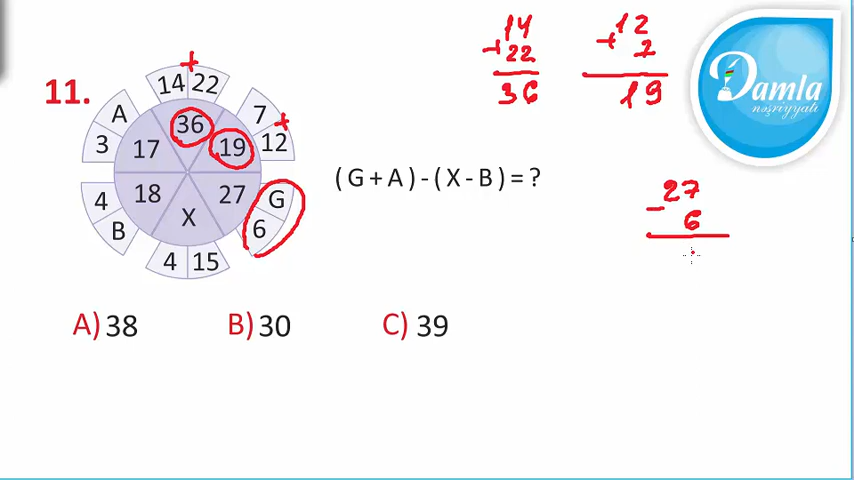 14
+22
36
12
+ 7
19
Damla
nəşriyyatı
11.
14 22
+
7
+
12
A
3
36
19
17
18
27
X
G
6
4
B
4 15
( G + A ) - ( X - B ) = ?
27
- 6
A) 38 B) 30 C) 39